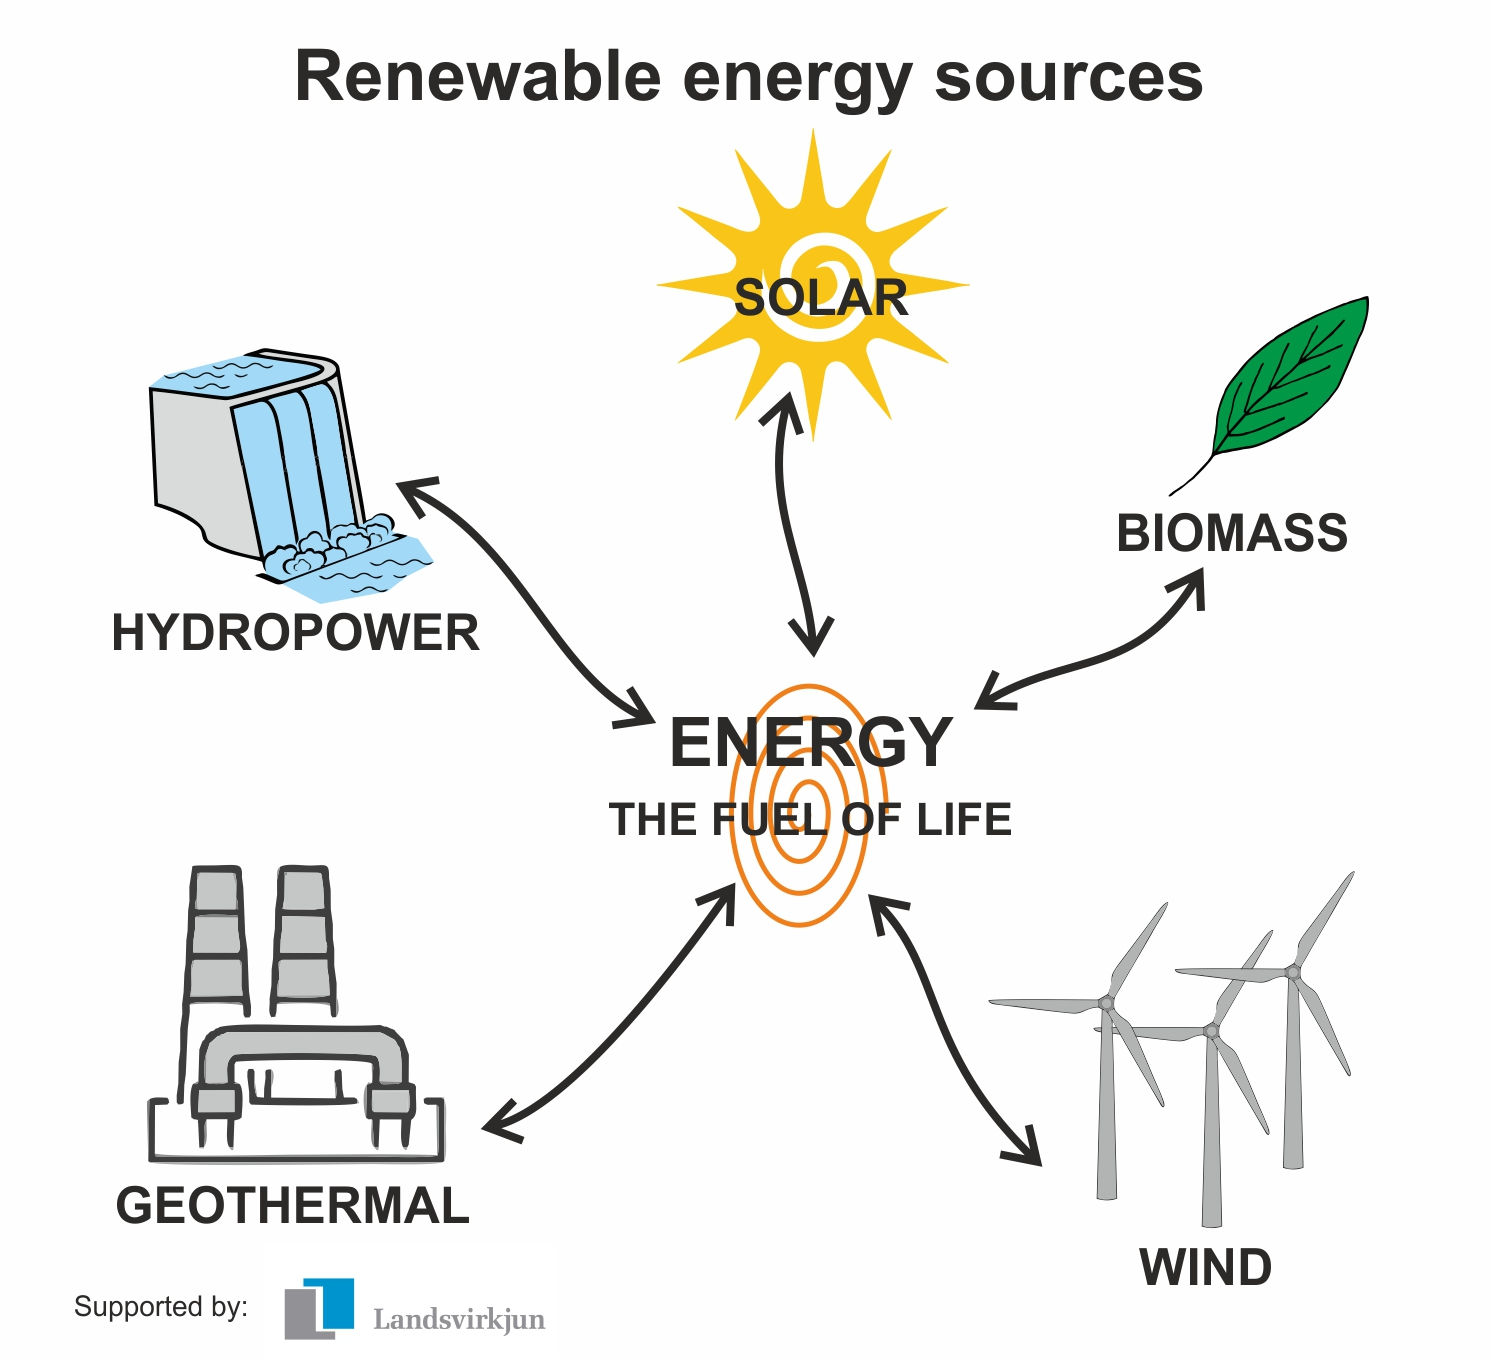 Renewable energy sources
SOLAR
BIOMASS
HYDROPOWER
ENERGY
THE FUEL OF LIFE
GEOTHERMAL
WIND
Supported by:
Landsvirkjun